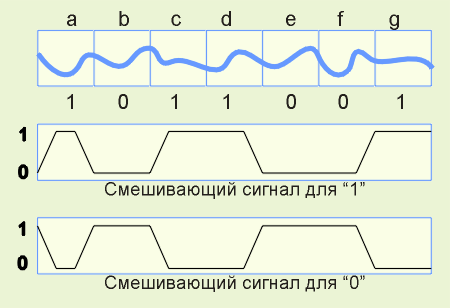 a b c d e f g
1 0 1 1 0 0 1
1
0
Смешивающий сигнал для “1”
1
0
Смешивающий сигнал для “0”